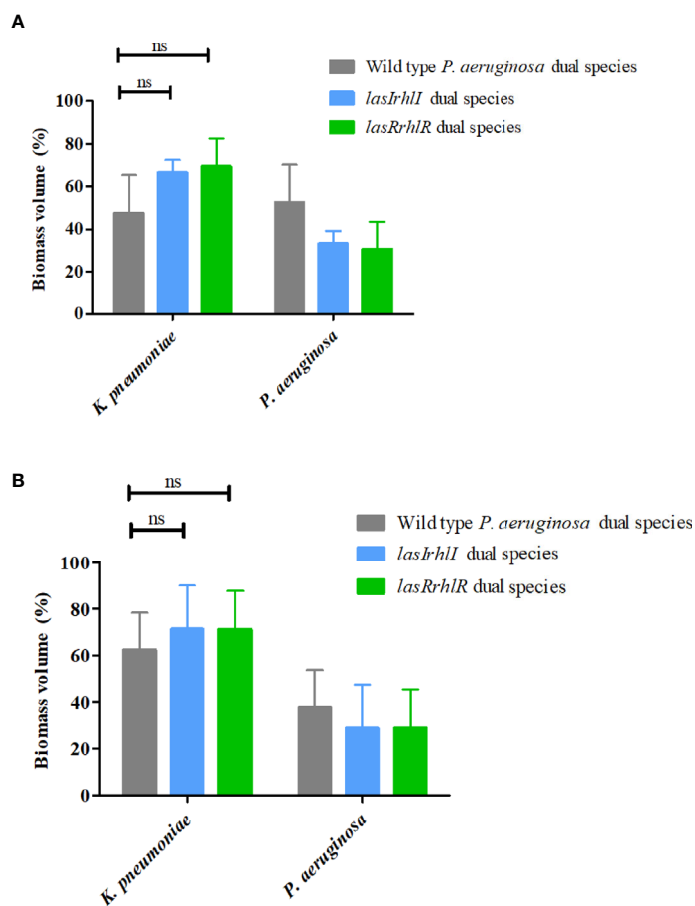 A
ns
ns
Wild type P. aeruginosa dual species
lasIrhlI dual species
lasRrhlR dual species
Biomass volume (%)
100
80
60
40
20
0
K. pneumoniae
P. aeruginosa
B
ns
ns
Wild type P. aeruginosa dual species
lasIrhlI dual species
lasRrhlR dual species
Biomass volume (%)
100
80
60
40
20
0
K. pneumoniae
P. aeruginosa